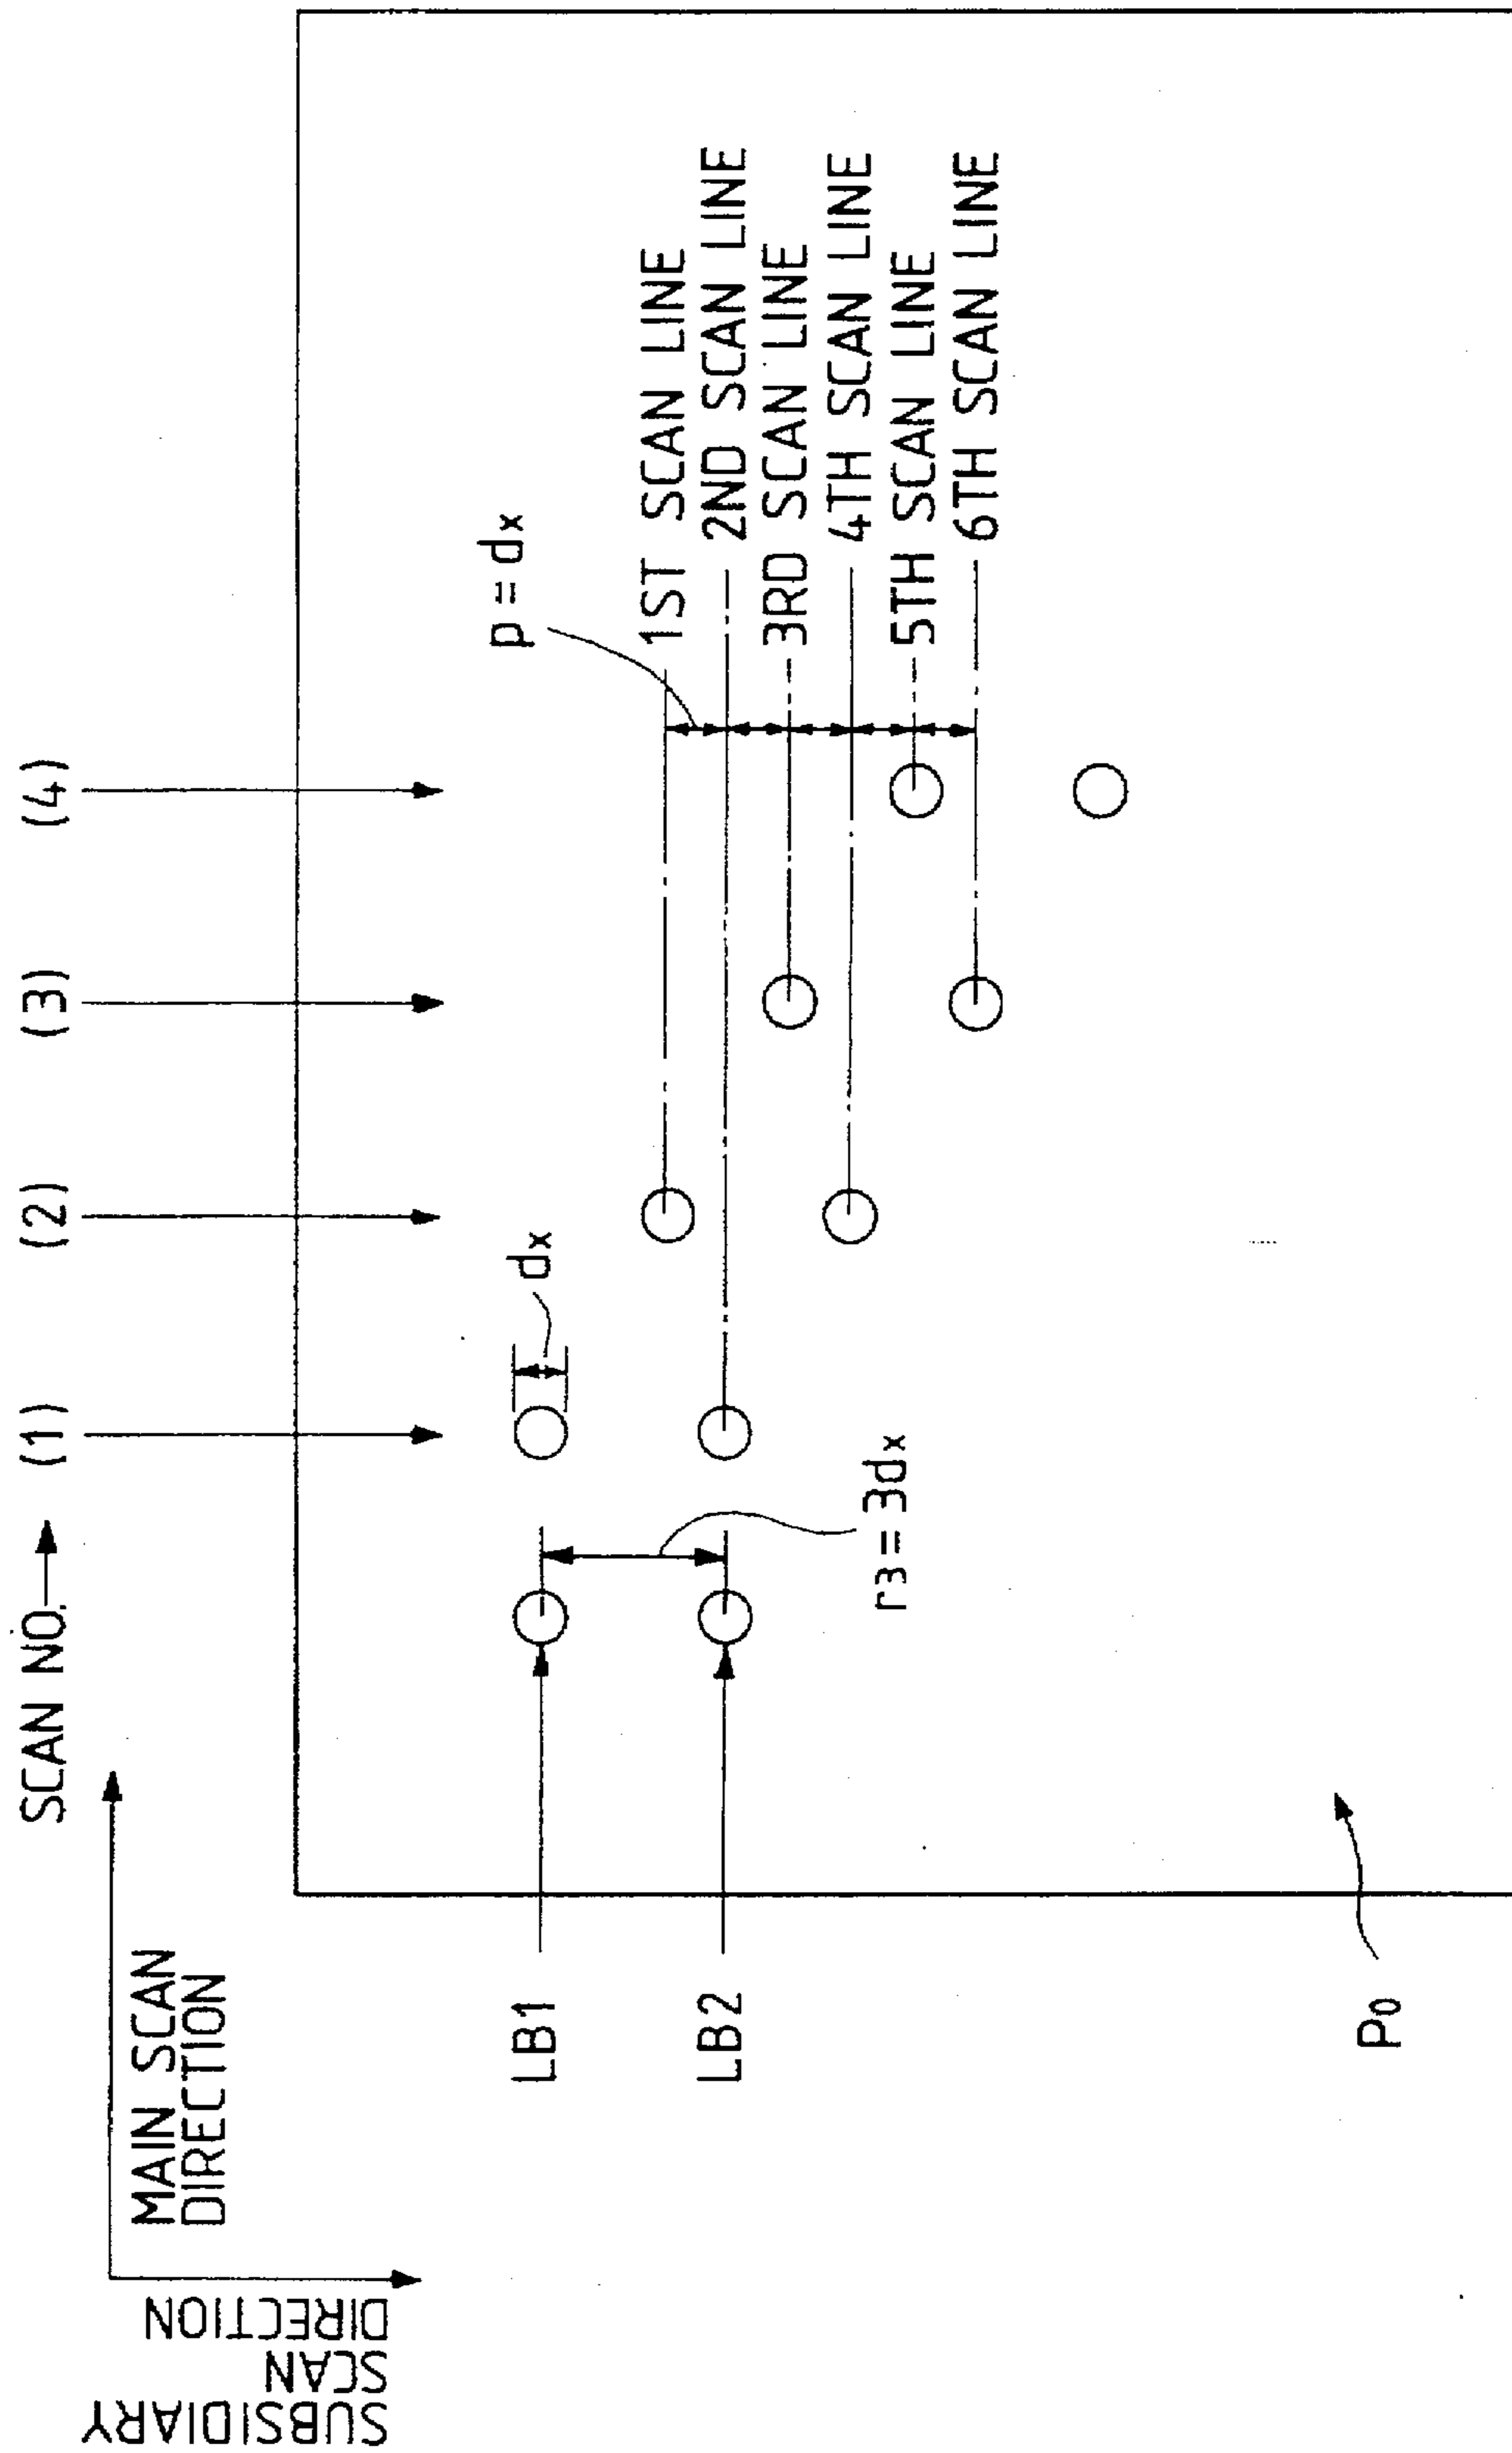 SCAN NO. (1) (2) (3) (4)
MAIN SCAN
DIRECTION
SUBSIDIARY
SCAN
DIRECTION
LB1
LB2
dx
r3=3dx
p=dx
1ST SCAN LINE
2ND SCAN LINE
3RD SCAN LINE
4TH SCAN LINE
5TH SCAN LINE
6TH SCAN LINE
P0